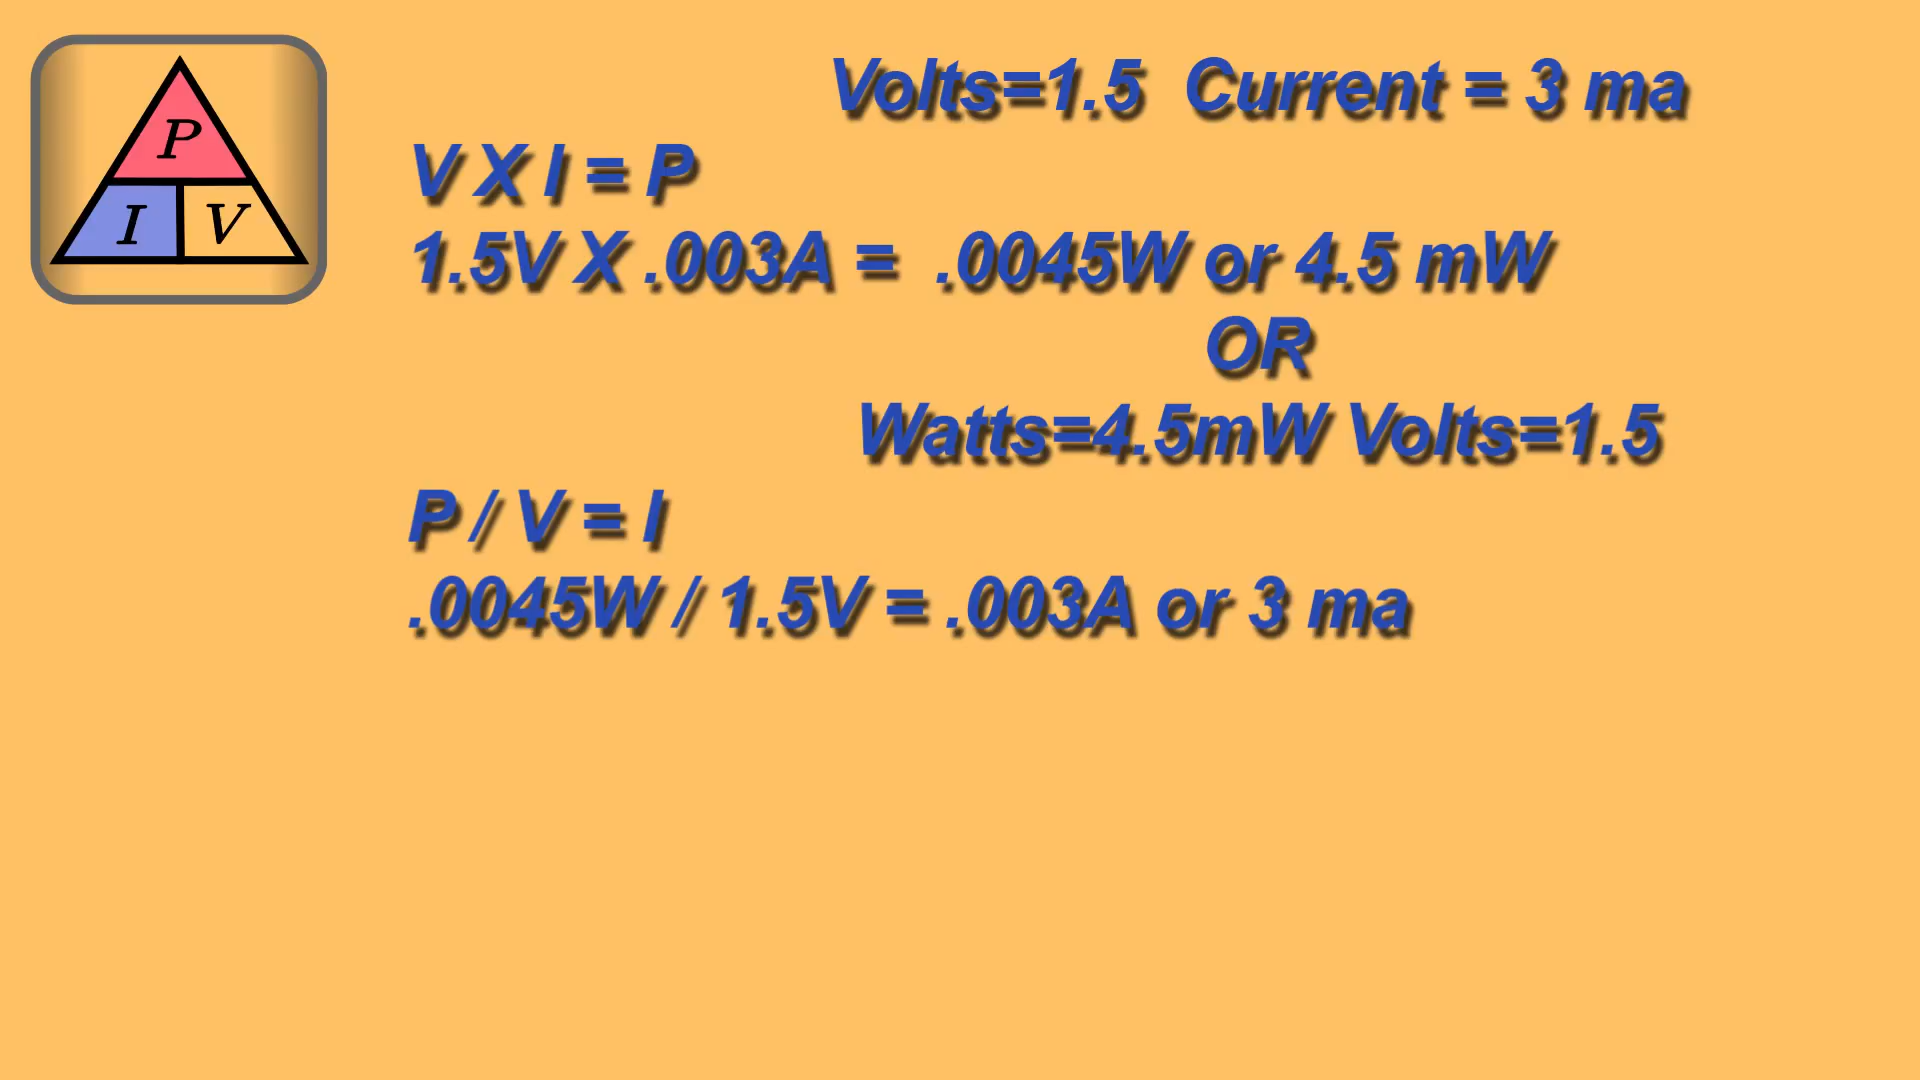 P
I V
Volts=1.5 Current = 3 ma
V X I = P
1.5V X .003A = .0045W or 4.5 mW
OR
Watts=4.5mW Volts=1.5
P / V = I
.0045W / 1.5V = .003A or 3 ma